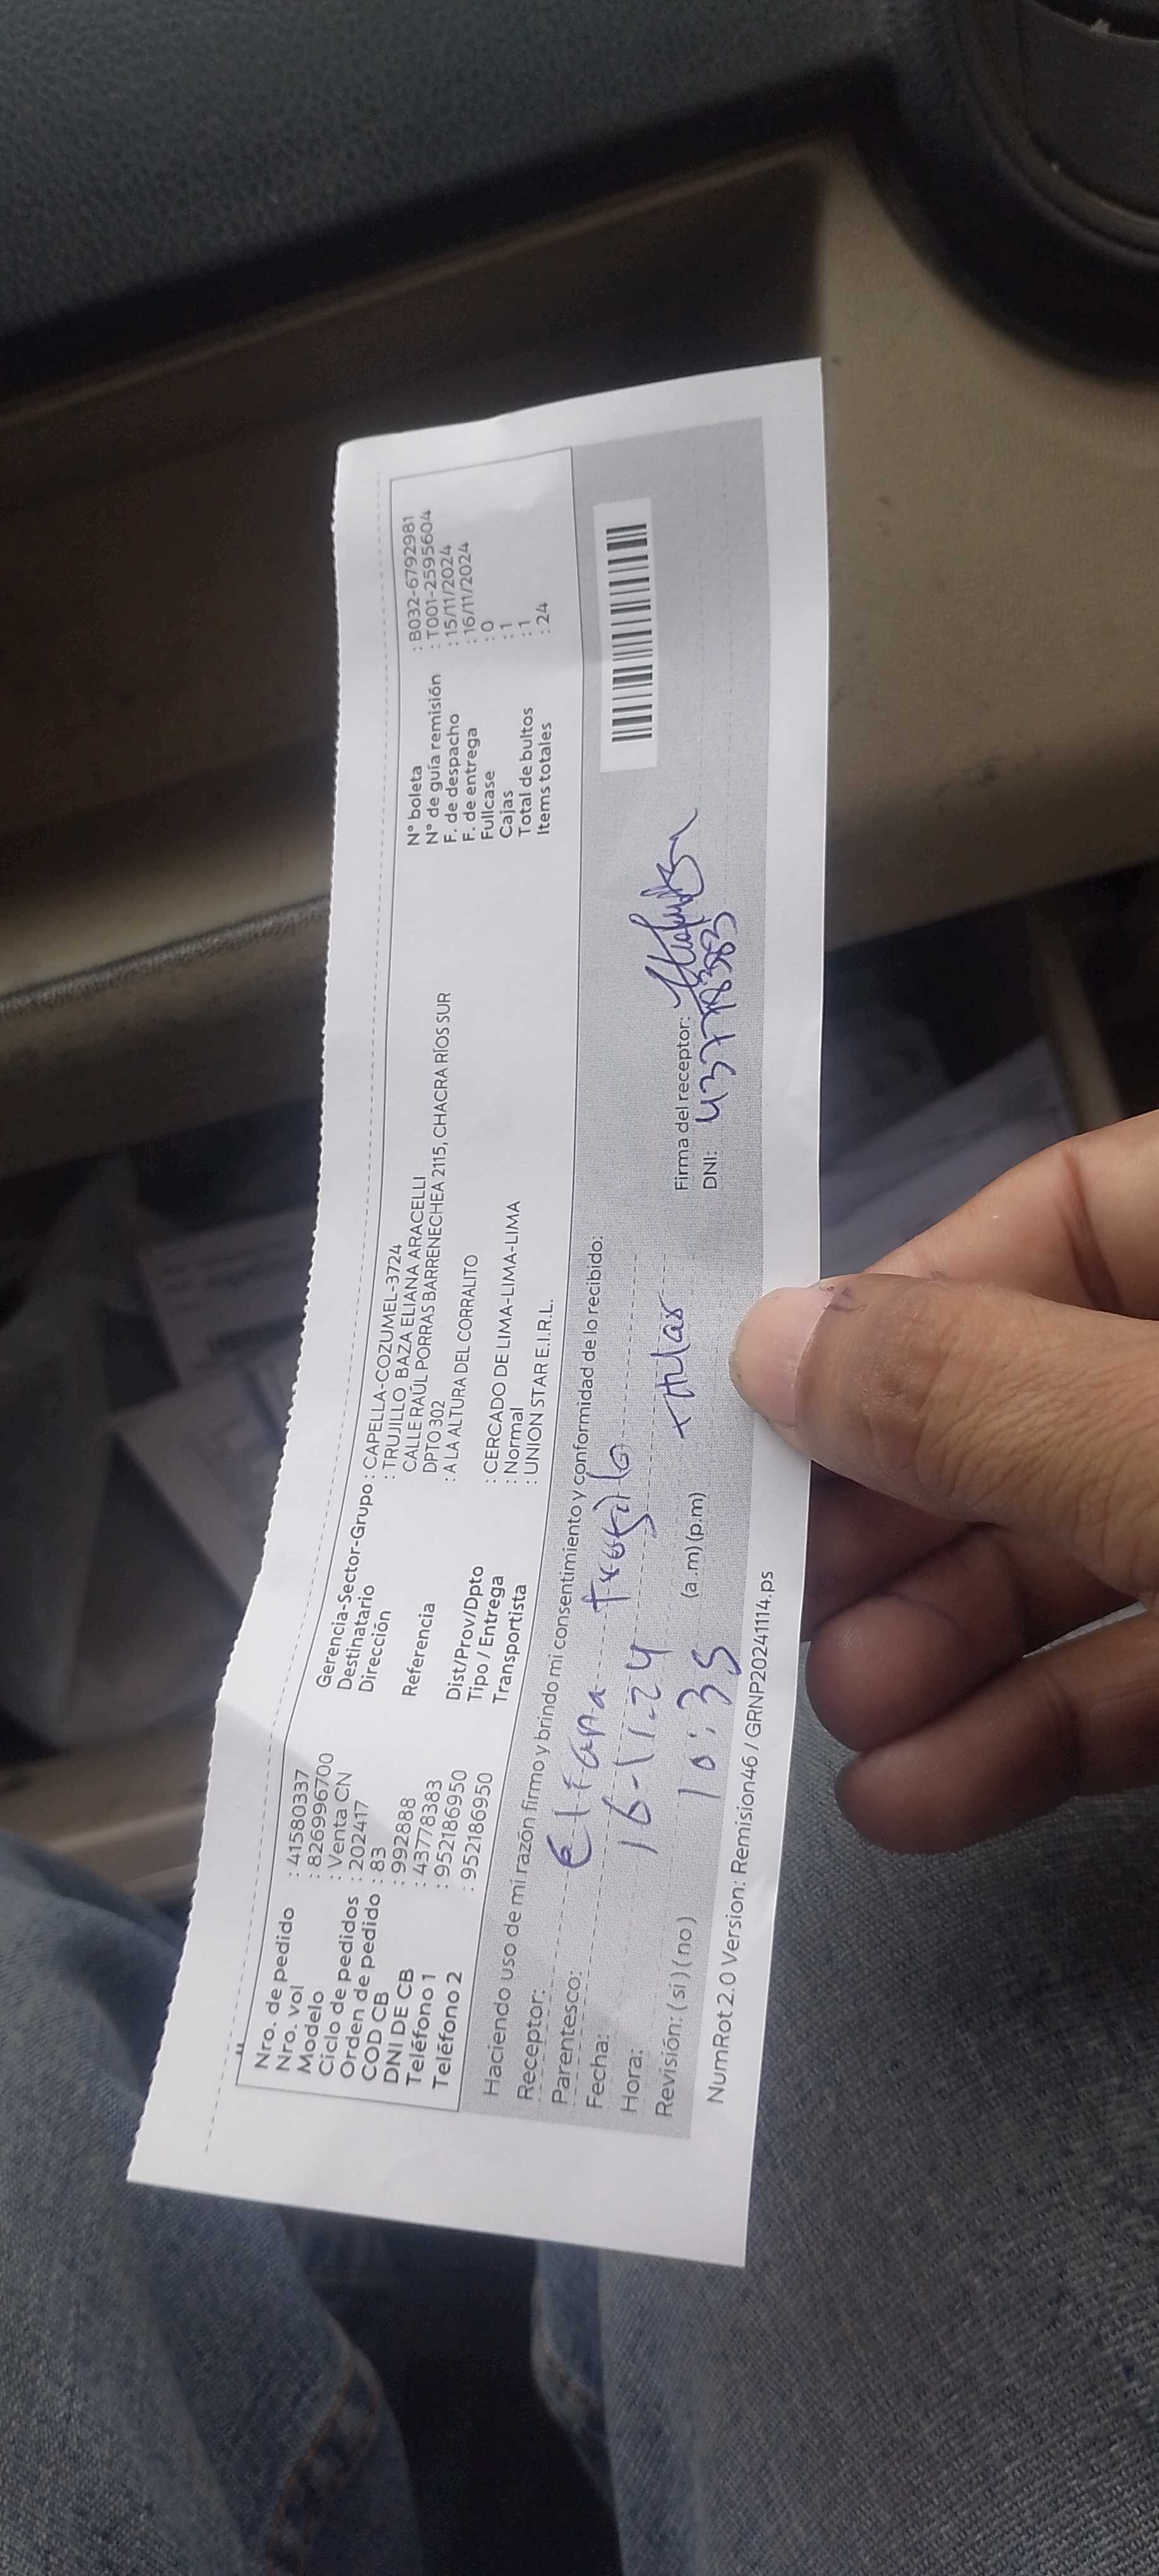 Nro. de pedido : 41580337
Nro. vol : 826996700
Modelo : Venta CN
Ciclo de pedidos : 202417
Orden de pedido : 83
COD CB : 992888
DNI DE CB : 43778383
Teléfono 1 : 952186950
Teléfono 2 : 952186950
Gerencia-Sector-Grupo : CAPELLA-COZUMEL-3724
Destinatario : TRUJILLO BAZA ELIANA ARACELLI
Dirección CALLE RAÚL PORRAS BARRENECHEA 2115, CHACRA RÍOS SUR
DPTO 302
Referencia : A LA ALTURA DEL CORRALITO
Dist/Prov/Dpto : CERCADO DE LIMA-LIMA-LIMA
Tipo / Entrega : Normal
Transportista : UNION STAR E.I.R.L.
N° boleta : B032-6792981
N° de guía remisión : T001-2595604
F. de despacho : 15/11/2024
F. de entrega : 16/11/2024
Fullcase : 0
Cajas : 1
Total de bultos : 1
Items totales : 24
Haciendo uso de mi razón firmo y brindo mi consentimiento y conformidad de lo recibido:
Receptor: Eliana Trujillo
Parentesco: titular
Fecha: 16-11-24
Hora: 10:35 (a .m) (p.m)
Revisión: ( si ) ( no )
Firma del receptor:
DNI: 43778383
NumRot 2.0 Version: Remision46 / GRNP20241114.ps